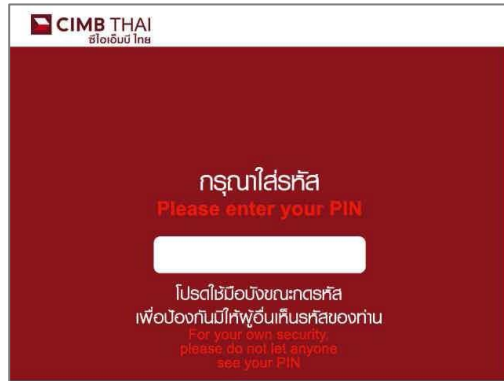 CIMB THAI
ซีไอเอ็มบี ไทย
กรุณาใส่รหัส
Please enter your PIN
โปรดใช้มือบังขณะกดรหัส
เพื่อป้องกันมิให้ผู้อื่นเห็นรหัสของท่าน
For your own security,
please do not let anyone
see your PIN